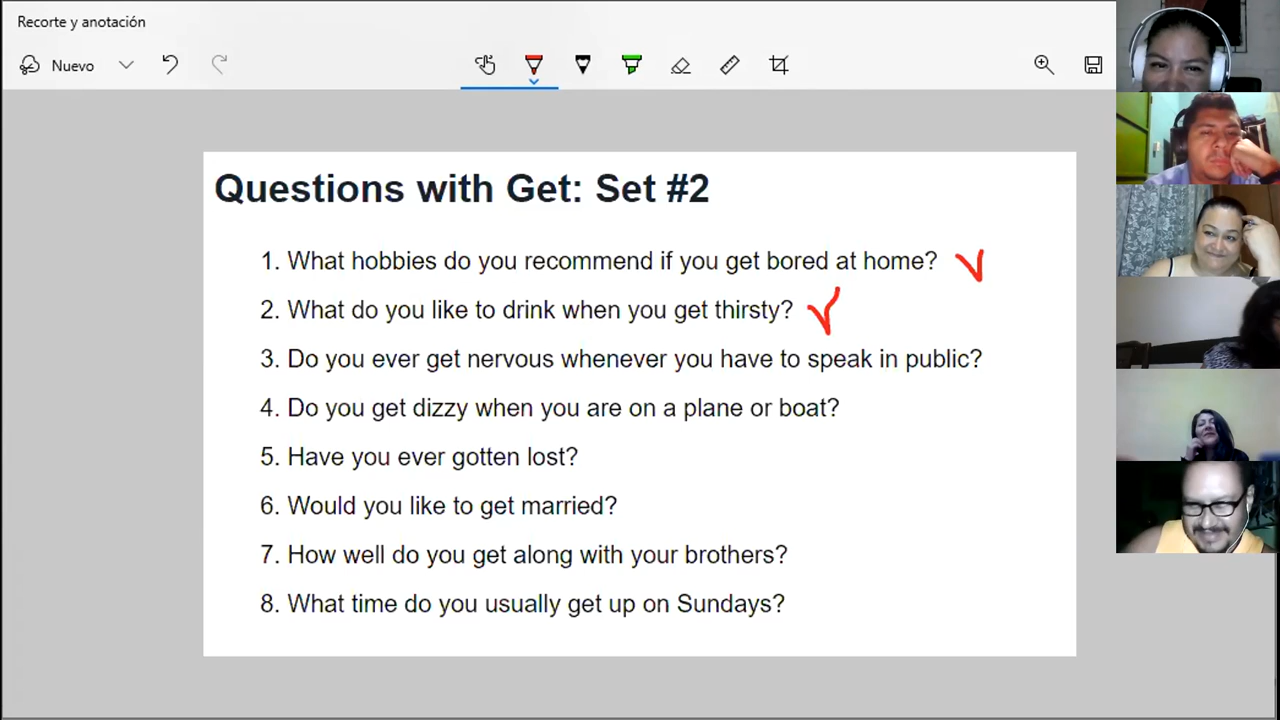 Recorte y anotación
Nuevo
Questions with Get: Set #2
1. What hobbies do you recommend if you get bored at home?
2. What do you like to drink when you get thirsty?
3. Do you ever get nervous whenever you have to speak in public?
4. Do you get dizzy when you are on a plane or boat?
5. Have you ever gotten lost?
6. Would you like to get married?
7. How well do you get along with your brothers?
8. What time do you usually get up on Sundays?